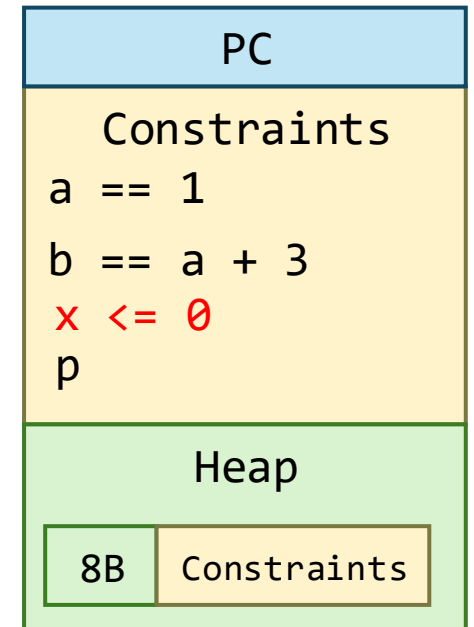 PC
Constraints
a == 1
b == a + 3
x <= 0
p
Heap
8B Constraints